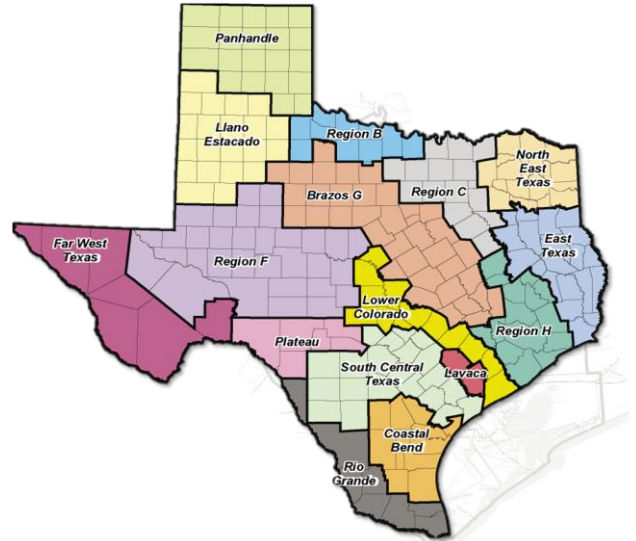 Panhandle
Llano
Estacado
Region B
North
East
Texas
Region C
Brazos G
Far West
Texas
East
Texas
Region F
Lower
Colorado
Region H
Plateau
South Central
Texas
Lavaca
Coastal
Bend
Rio
Grande